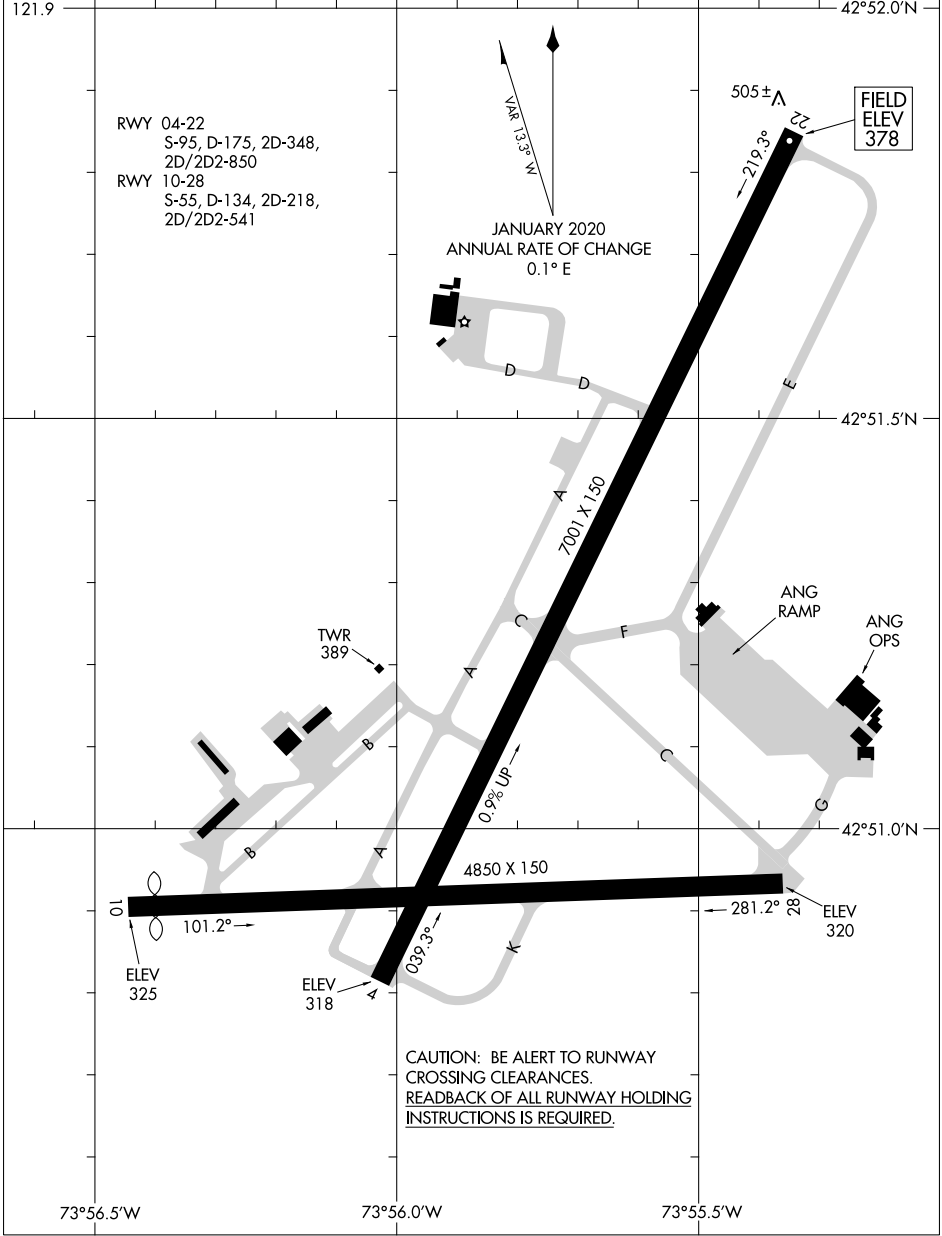 121.9
42°52.0'N
VAR 13.3° W
505±
22
FIELD
ELEV
378
RWY 04-22
S-95, D-175, 2D-348,
2D/2D2-850
RWY 10-28
S-55, D-134, 2D-218,
2D/2D2-541
219.3°
JANUARY 2020
ANNUAL RATE OF CHANGE
0.1° E
D
D
E
42°51.5'N
A
7001 X 150
ANG
RAMP
ANG
OPS
C
F
TWR
389
A
B
C
0.9% UP
G
42°51.0'N
B
A
4850 X 150
10
101.2°
281.2°
28
ELEV
320
039.3°
K
ELEV
325
ELEV
318
4
CAUTION: BE ALERT TO RUNWAY
CROSSING CLEARANCES.
READBACK OF ALL RUNWAY HOLDING
INSTRUCTIONS IS REQUIRED.
73°56.5'W
73°56.0'W
73°55.5'W